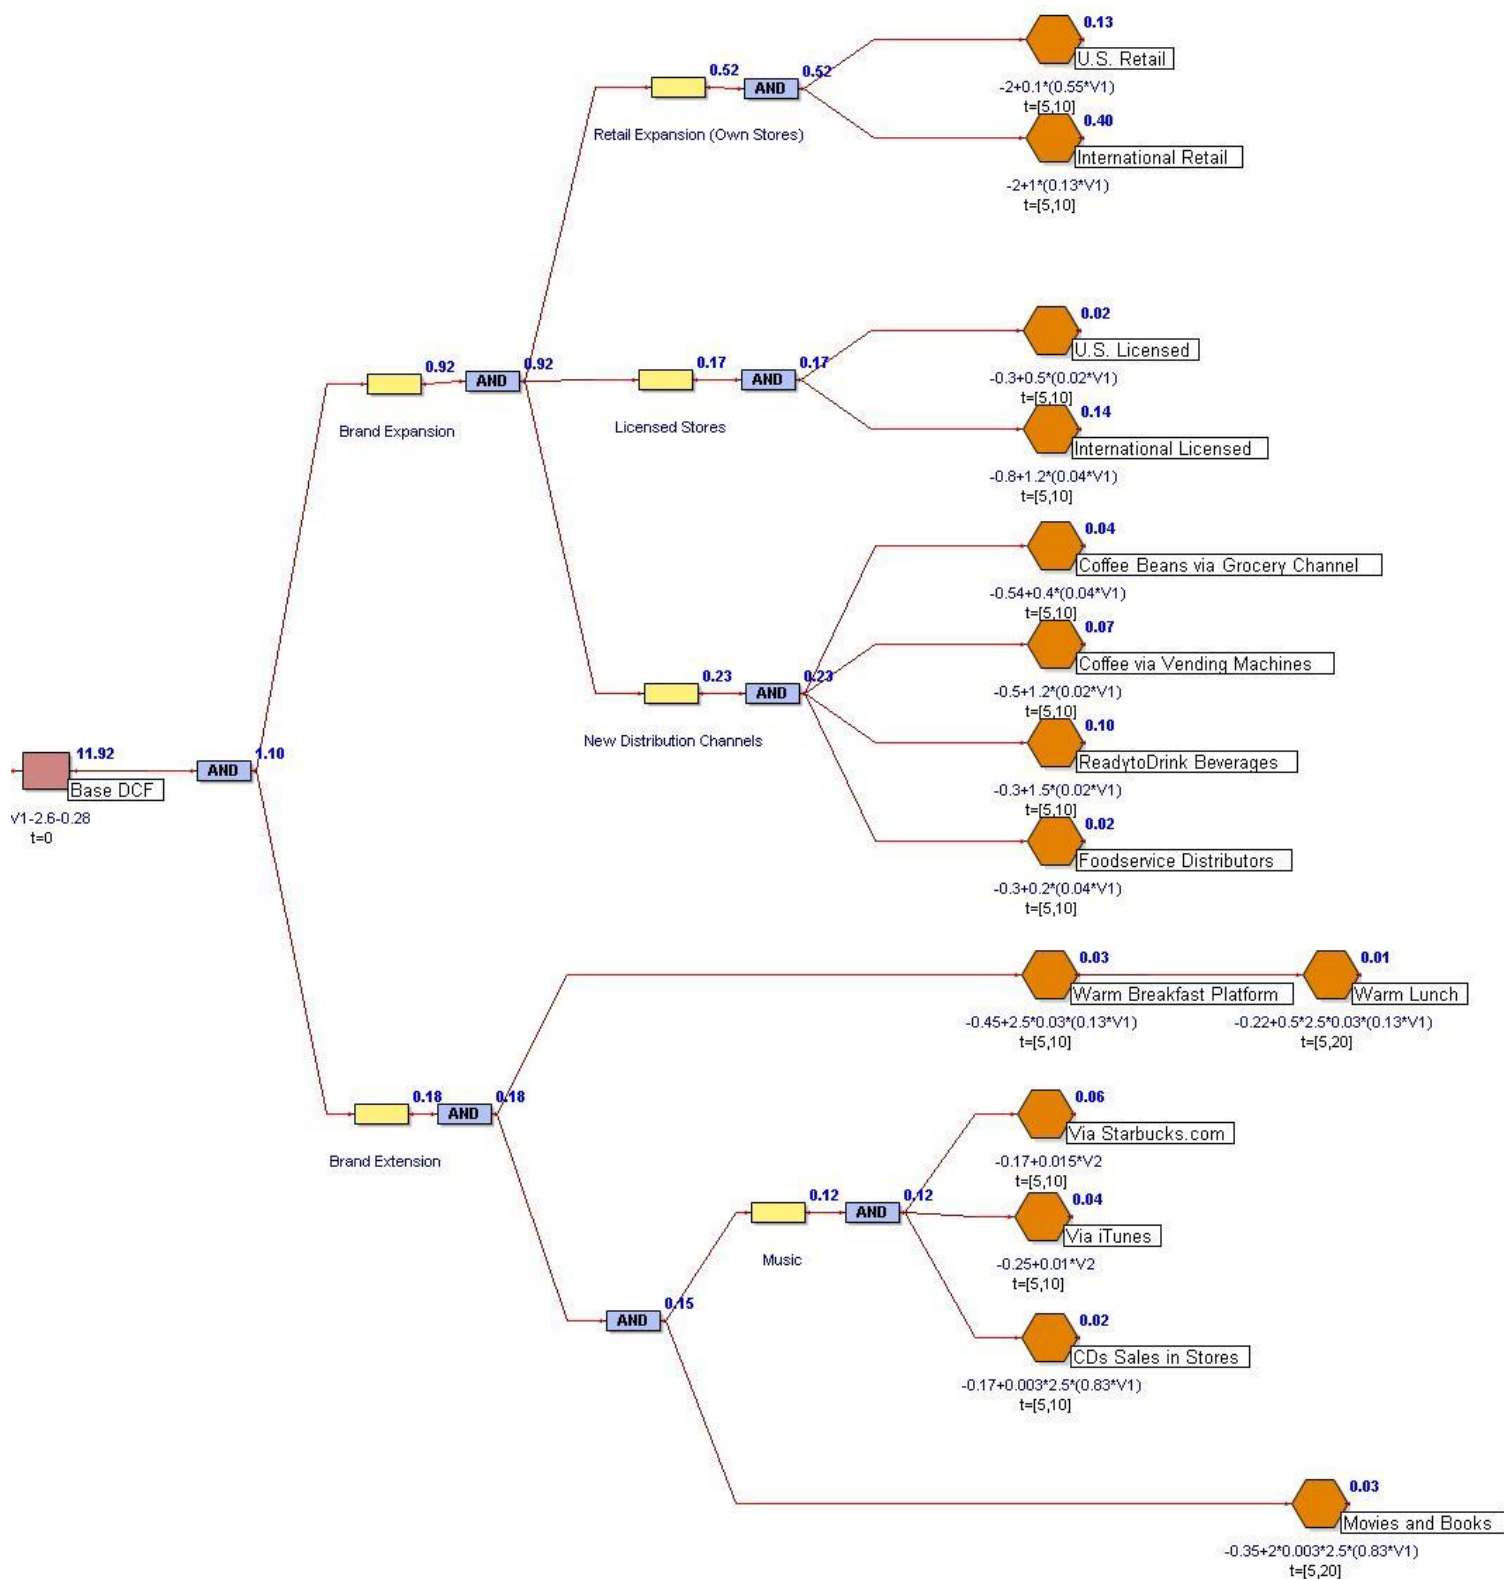 0.13
U.S. Retail
0.52
AND
0.52
-2+0.1*(0.55*V1)
t=[5,10]
Retail Expansion (Own Stores)
0.40
International Retail
-2+1*(0.13*V1)
t=[5,10]
0.02
U.S. Licensed
0.92
AND
0.92
0.17
AND
0.17
-0.3+0.5*(0.02*V1)
t=[5,10]
Brand Expansion
Licensed Stores
0.14
International Licensed
-0.8+1.2*(0.04*V1)
t=[5,10]
0.04
Coffee Beans via Grocery Channel
-0.54+0.4*(0.04*V1)
t=[5,10]
0.07
Coffee via Vending Machines
0.23
AND
0.23
-0.5+1.2*(0.02*V1)
t=[5,10]
New Distribution Channels
0.10
ReadytoDrink Beverages
11.92
AND
1.10
Base DCF
-0.3+1.5*(0.02*V1)
t=[5,10]
V1-2.6-0.28
t=0
0.02
Foodservice Distributors
-0.3+0.2*(0.04*V1)
t=[5,10]
0.03
Warm Breakfast Platform
0.01
Warm Lunch
-0.45+2.5*0.03*(0.13*V1)
t=[5,10]
-0.22+0.5*2.5*0.03*(0.13*V1)
t=[5,20]
0.18
AND
0.18
0.06
Via Starbucks.com
Brand Extension
-0.17+0.015*V2
t=[5,10]
0.12
AND
0.12
0.04
Via iTunes
Music
-0.25+0.01*V2
t=[5,10]
AND
0.15
0.02
CDs Sales in Stores
-0.17+0.003*2.5*(0.83*V1)
t=[5,10]
0.03
Movies and Books
-0.35+2*0.003*2.5*(0.83*V1)
t=[5,20]